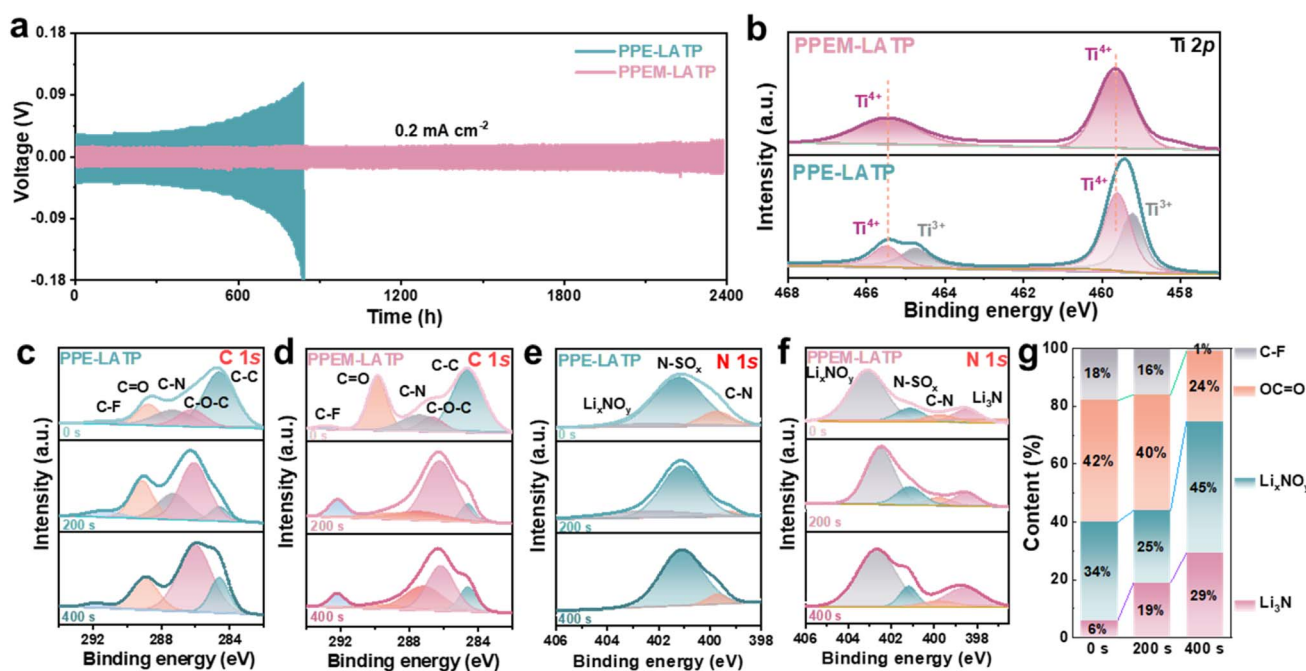 a
0.18
0.09
0.00
-0.09
-0.18
Voltage (V)
PPE-LATP
PPEM-LATP
0.2 mA cm⁻²
0
600
1200
1800
2400
Time (h)
b
PPEM-LATP
Ti 2p
Ti⁴⁺
Ti⁴⁺
PPE-LATP
Ti⁴⁺
Ti³⁺
Ti⁴⁺
Ti³⁺
Intensity (a.u.)
468
466
464
462
460
458
Binding energy (eV)
c
PPE-LATP
C 1s
C-C
C=O
C-N
C-F
C-O-C
0 s
200 s
400 s
Intensity (a.u.)
292
288
284
Binding energy (eV)
d
PPEM-LATP
C 1s
C-C
C=O
C-N
C-O-C
C-F
0 s
200 s
400 s
Intensity (a.u.)
292
288
284
Binding energy (eV)
e
PPE-LATP
N 1s
N-SOₓ
C-N
LiₓNOᵧ
0 s
200 s
400 s
Intensity (a.u.)
406
404
402
400
398
Binding energy (eV)
f
PPEM-LATP
N 1s
LiₓNOᵧ
N-SOₓ
C-N
Li₃N
0 s
200 s
400 s
Intensity (a.u.)
406
404
402
400
398
Binding energy (eV)
g
100
80
60
40
20
0
Content (%)
18%
16%
1%
42%
40%
24%
34%
25%
45%
6%
19%
29%
0 s
200 s
400 s
C-F
OC=O
LiₓNOᵧ
Li₃N